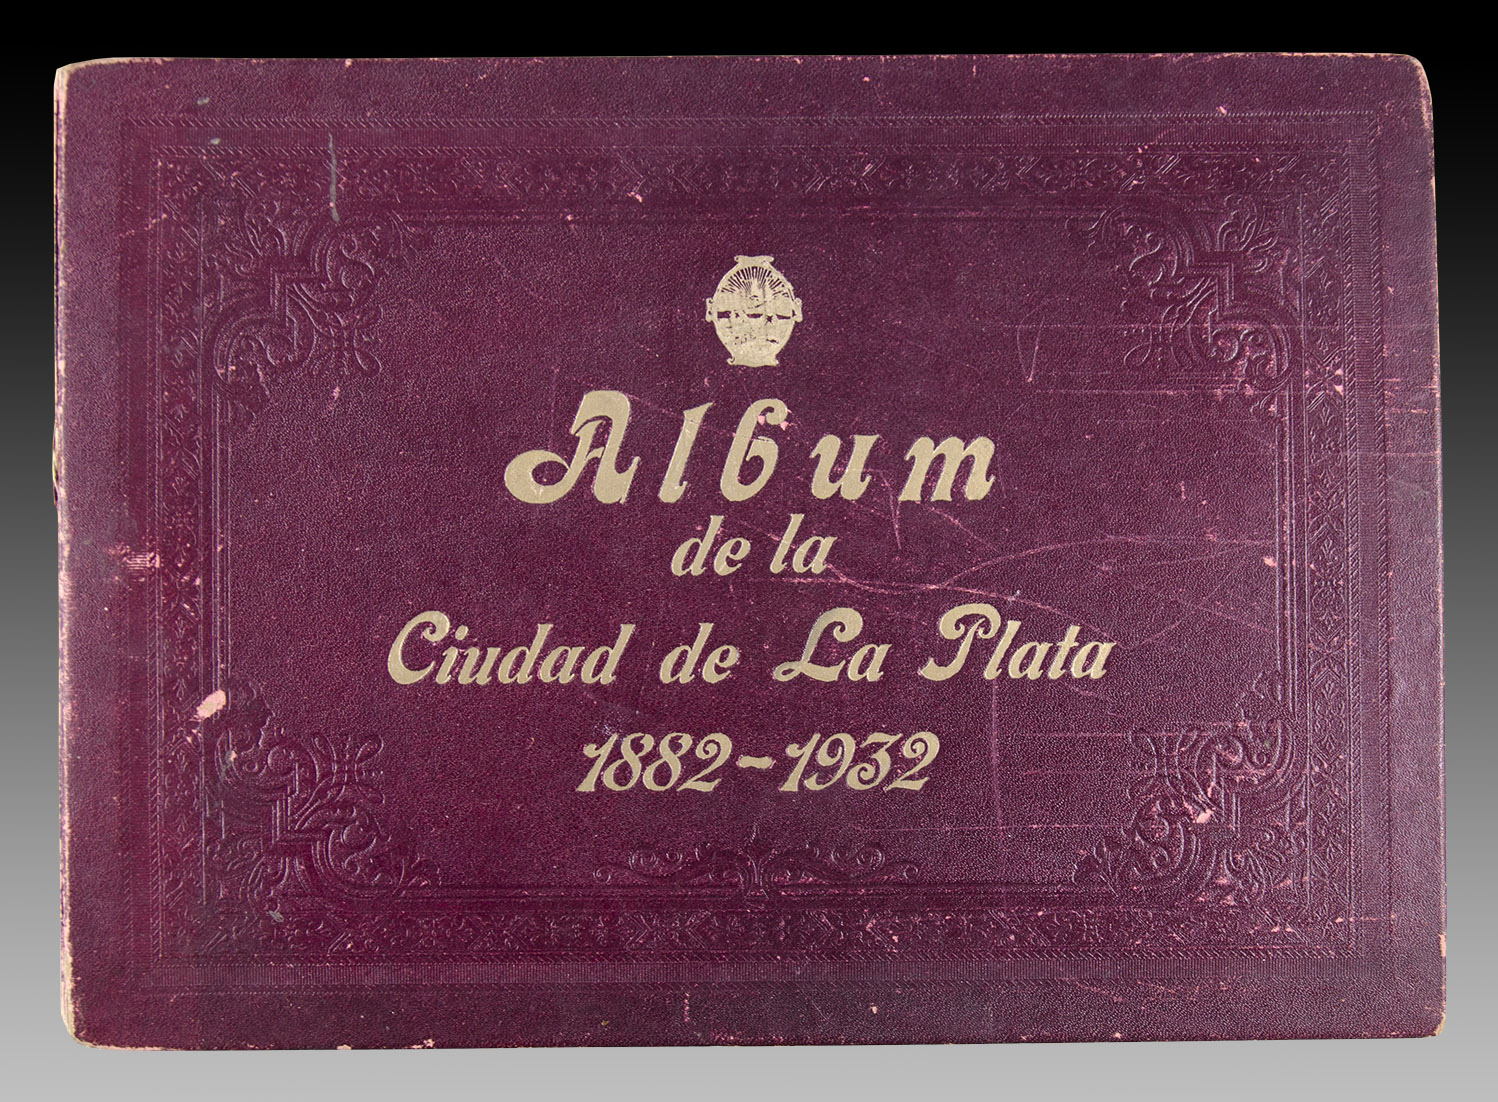 Album
de la
Ciudad de La Plata
1882-1932